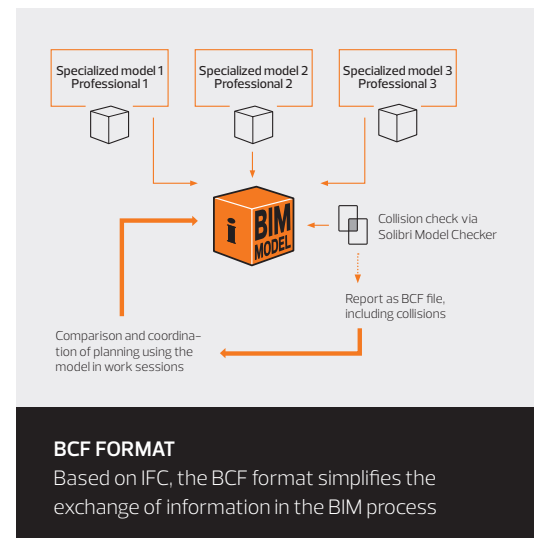 Specialized model 1
Professional 1
Specialized model 2
Professional 2
Specialized model 3
Professional 3
i
BIM
MODEL
Collision check via
Solibri Model Checker
Report as BCF file,
including collisions
Comparison and coordina-
tion of planning using the
model in work sessions
BCF FORMAT
Based on IFC, the BCF format simplifies the
exchange of information in the BIM process